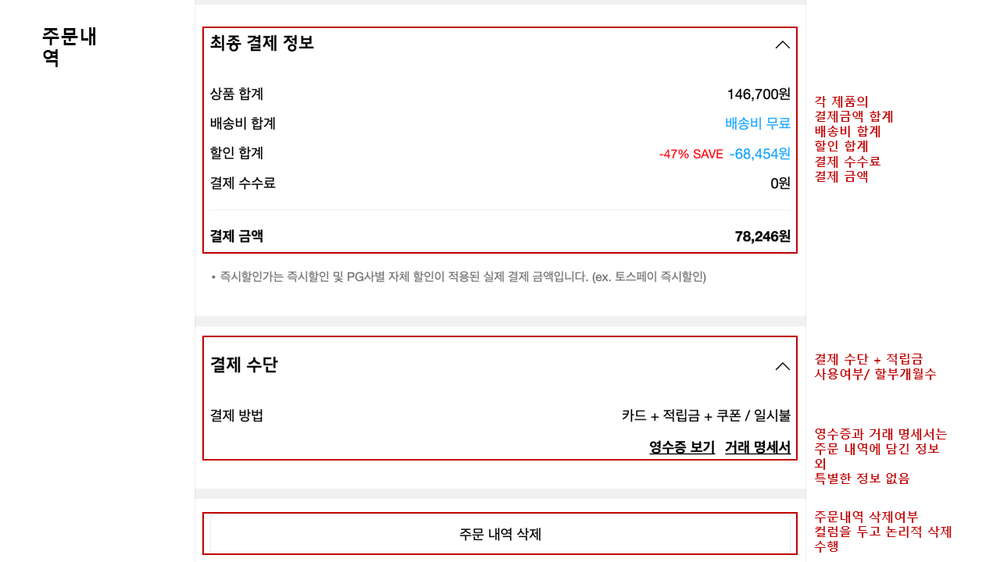 주문내
역
최종 결제 정보
상품 합계 146,700원
배송비 합계 배송비 무료
할인 합계 -47% SAVE -68,454원
결제 수수료 0원
결제 금액 78,246원
• 즉시할인가는 즉시할인 및 PG사별 자체 할인이 적용된 실제 결제 금액입니다. (ex. 토스페이 즉시할인)
각 제품의
결제금액 합계
배송비 합계
할인 합계
결제 수수료
결제 금액
결제 수단
결제 방법 카드 + 적립금 + 쿠폰 / 일시불
영수증 보기 거래 명세서
결제 수단 + 적립금
사용여부/ 할부개월수
영수증과 거래 명세서는
주문 내역에 담긴 정보
외
특별한 정보 없음
주문 내역 삭제
주문내역 삭제여부
컬럼을 두고 논리적 삭제
수행